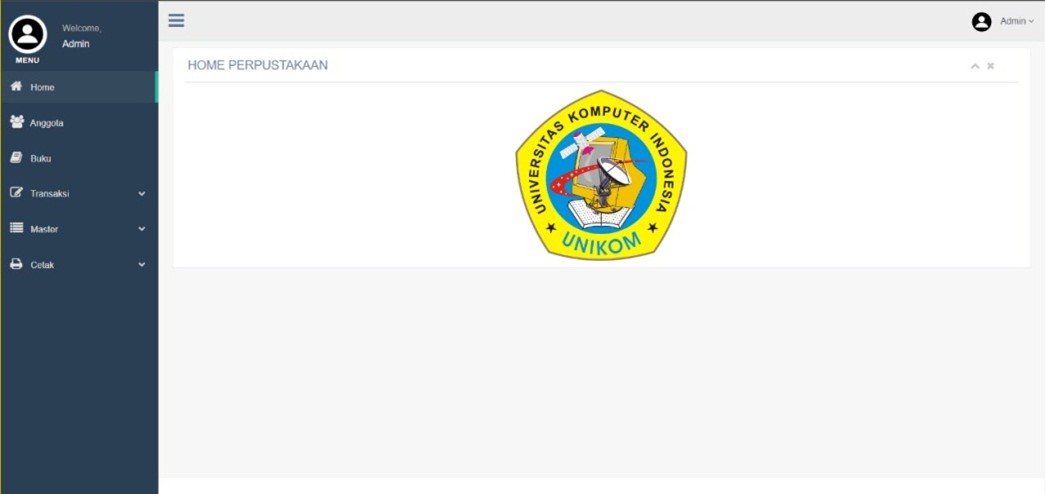 Welcome,
Admin
MENU
Home
Anggota
Buku
Transaksi
Master
Cetak
Admin
HOME PERPUSTAKAAN
UNIVERSITAS KOMPUTER INDONESIA
UNIKOM